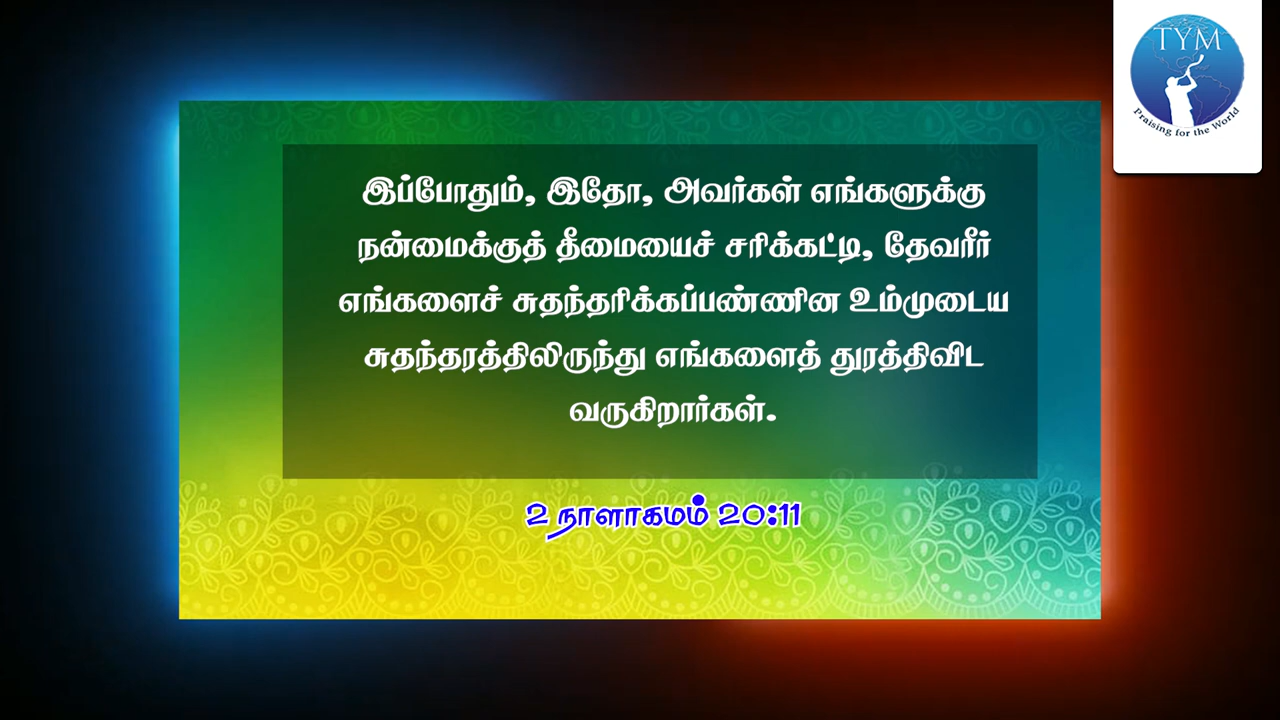 TYM
Praising for the World
இப்போதும், இதோ, அவர்கள் எங்களுக்கு
நன்மைக்குத் தீமையைச் சரிக்கட்டி, தேவரீர்
எங்களைச் சுதந்தரிக்கப்பண்ணின உம்முடைய
சுதந்தரத்திலிருந்து எங்களைத் துரத்திவிட
வருகிறார்கள்.
2 நாளாகமம் 20:11